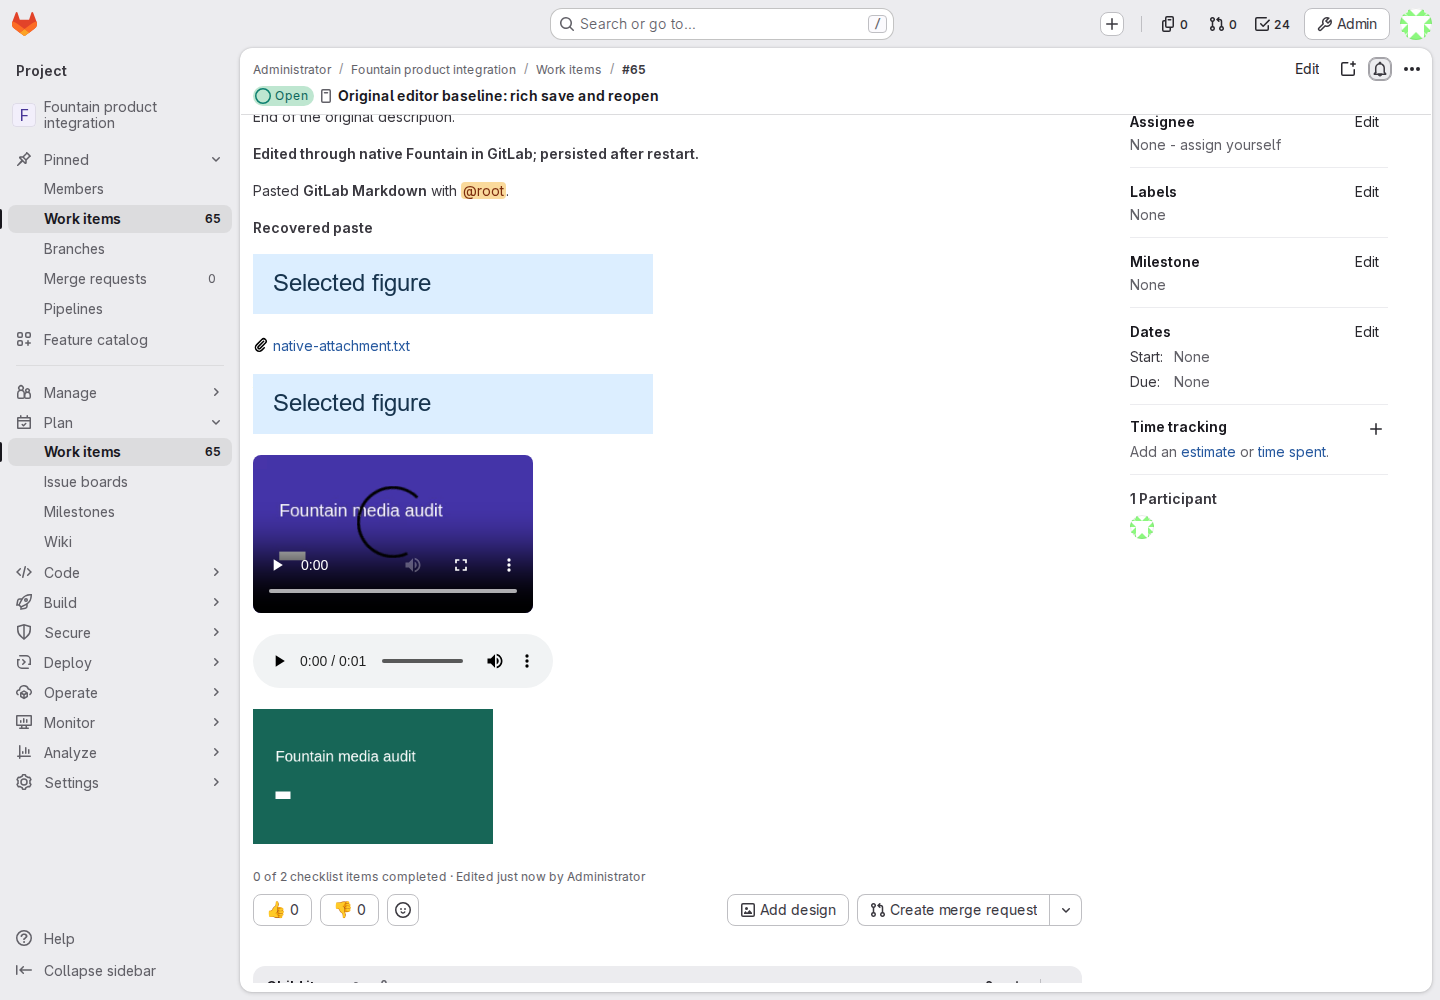 Search or go to...
/
0
0
24
Admin
Project
F
Fountain product integration
Pinned
Members
Work items 65
Branches
Merge requests 0
Pipelines
Feature catalog
Manage
Plan
Work items 65
Issue boards
Milestones
Wiki
Code
Build
Secure
Deploy
Operate
Monitor
Analyze
Settings
Help
Collapse sidebar
Administrator / Fountain product integration / Work items / #65
Edit
Open Original editor baseline: rich save and reopen
End of the original description.
Edited through native Fountain in GitLab; persisted after restart.
Pasted GitLab Markdown with @root.
Recovered paste
Selected figure
native-attachment.txt
Selected figure
Fountain media audit
0:00
0:00 / 0:01
Fountain media audit
0 of 2 checklist items completed · Edited just now by Administrator
👍 0
👎 0
Add design
Create merge request
Assignee Edit
None - assign yourself
Labels Edit
None
Milestone Edit
None
Dates Edit
Start: None
Due: None
Time tracking
Add an estimate or time spent.
1 Participant